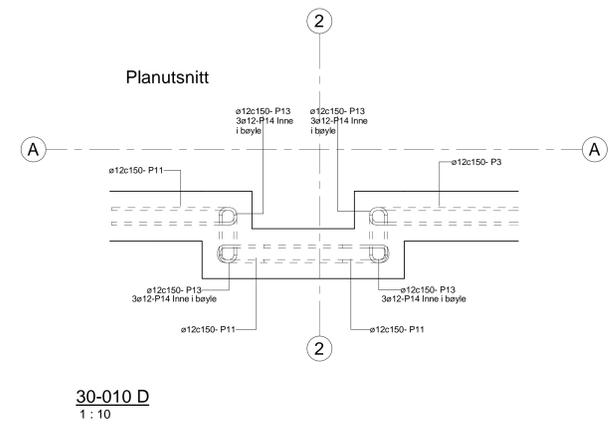 2
Planutsnitt
ø12c150- P13
3ø12-P14 Inne
i bøyle
ø12c150- P13
3ø12-P14 Inne
i bøyle
A
A
ø12c150- P11
ø12c150- P3
ø12c150- P13
3ø12-P14 Inne i bøyle
ø12c150- P13
3ø12-P14 Inne i bøyle
ø12c150- P11
ø12c150- P11
2
30-010 D
1 : 10